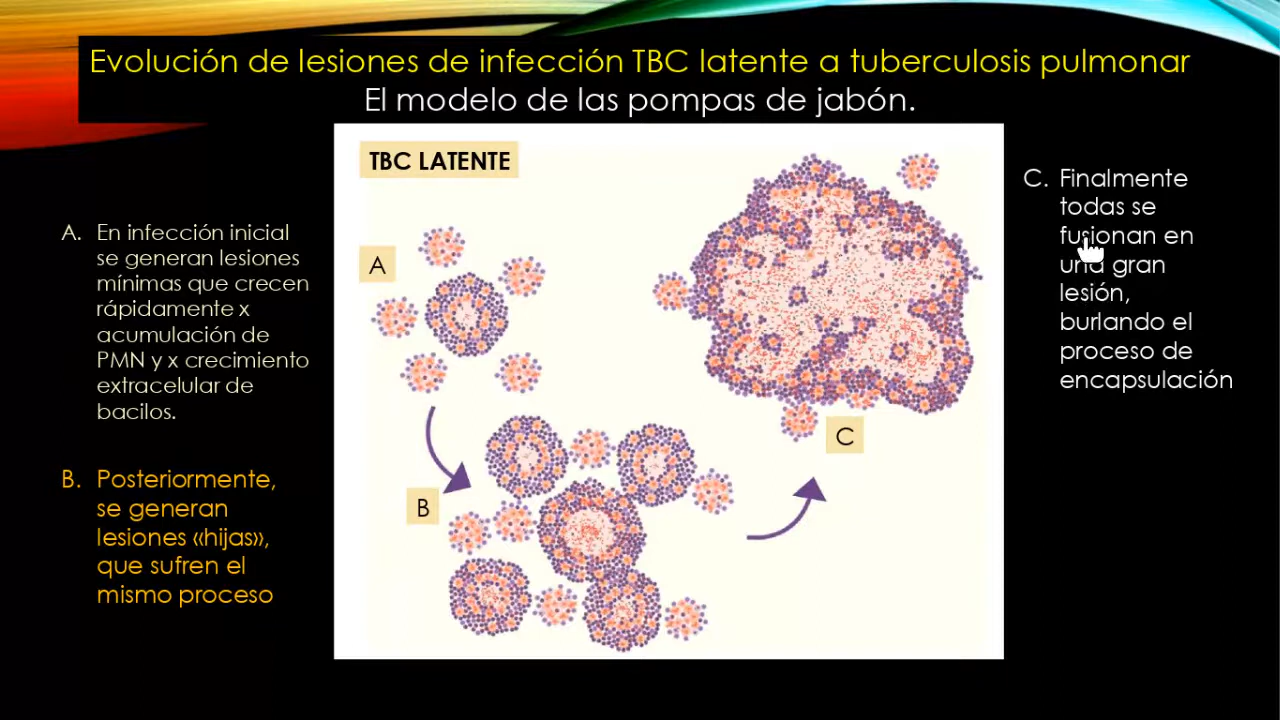 Evolución de lesiones de infección TBC latente a tuberculosis pulmonar
El modelo de las pompas de jabón.
A. En infección inicial
se generan lesiones
mínimas que crecen
rápidamente x
acumulación de
PMN y x crecimiento
extracelular de
bacilos.
B. Posteriormente,
se generan
lesiones «hijas»,
que sufren el
mismo proceso
TBC LATENTE
A
B
C
C. Finalmente
todas se
fusionan en
una gran
lesión,
burlando el
proceso de
encapsulación